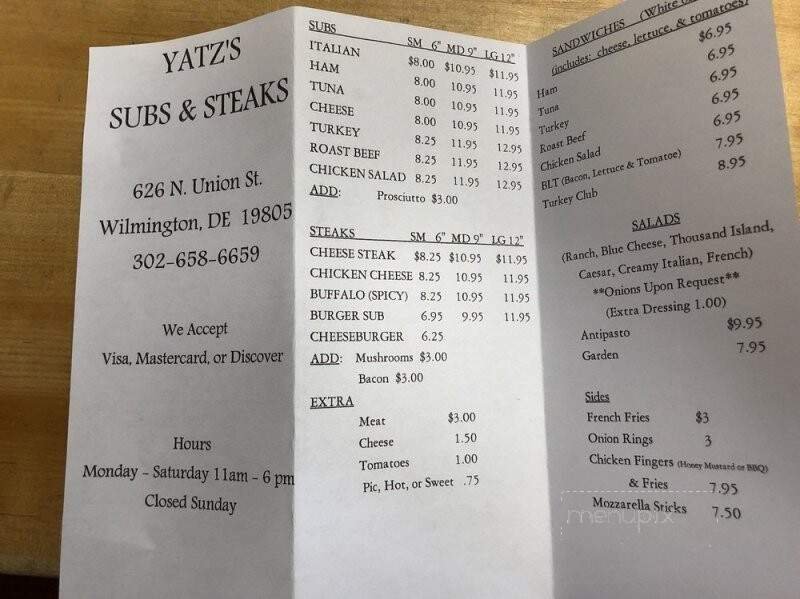 YATZ'S
SUBS & STEAKS
626 N. Union St.
Wilmington, DE 19805
302-658-6659
We Accept
Visa, Mastercard, or Discover
Hours
Monday - Saturday 11am - 6 pm
Closed Sunday
SUBS SM 6" MD 9" LG 12"
ITALIAN $8.00 $10.95 $11.95
HAM 8.00 10.95 11.95
TUNA 8.00 10.95 11.95
CHEESE 8.00 10.95 11.95
TURKEY 8.25 11.95 12.95
ROAST BEEF 8.25 11.95 12.95
CHICKEN SALAD 8.25 11.95 12.95
ADD: Prosciutto $3.00
STEAKS SM 6" MD 9" LG 12"
CHEESE STEAK $8.25 $10.95 $11.95
CHICKEN CHEESE 8.25 10.95 11.95
BUFFALO (SPICY) 8.25 10.95 11.95
BURGER SUB 6.95 9.95 11.95
CHEESEBURGER 6.25
ADD: Mushrooms $3.00
Bacon $3.00
EXTRA
Meat $3.00
Cheese 1.50
Tomatoes 1.00
Pic, Hot, or Sweet .75
SANDWICHES (White
(includes: cheese, lettuce, & tomatoes)
Ham $6.95
Tuna 6.95
Turkey 6.95
Roast Beef 6.95
Chicken Salad 6.95
BLT (Bacon, Lettuce & Tomatoe) 7.95
Turkey Club 8.95
SALADS
(Ranch, Blue Cheese, Thousand Island,
Caesar, Creamy Italian, French)
**Onions Upon Request**
(Extra Dressing 1.00)
Antipasto $9.95
Garden 7.95
Sides
French Fries $3
Onion Rings 3
Chicken Fingers (Honey Mustard or BBQ)
& Fries 7.95
Mozzarella Sticks 7.50
menupix